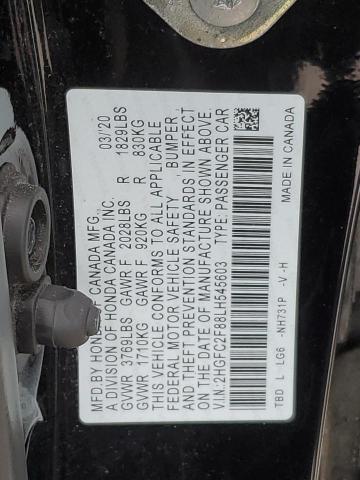 MFD. BY HONDA OF CANADA MFG. 03/20
A DIVISION OF HONDA CANADA INC.
GVWR 3769LBS GAWR F 2028LBS R 1829LBS
GVWR 1710KG GAWR F 920KG R 830KG
THIS VEHICLE CONFORMS TO ALL APPLICABLE
FEDERAL MOTOR VEHICLE SAFETY, BUMPER,
AND THEFT PREVENTION STANDARDS IN EFFECT
ON THE DATE OF MANUFACTURE SHOWN ABOVE
V.I.N:2HGFC2F88LH545603 TYPE:PASSENGER CAR
TBD L LG6 -NH731P -V -H MADE IN CANADA